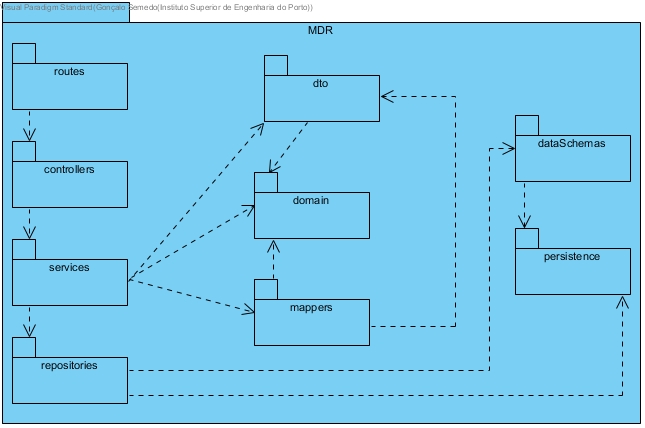 Visual Paradigm Standard(Gonçalo Semedo(Instituto Superior de Engenharia do Porto))
MDR
routes
dto
dataSchemas
controllers
domain
persistence
services
mappers
repositories